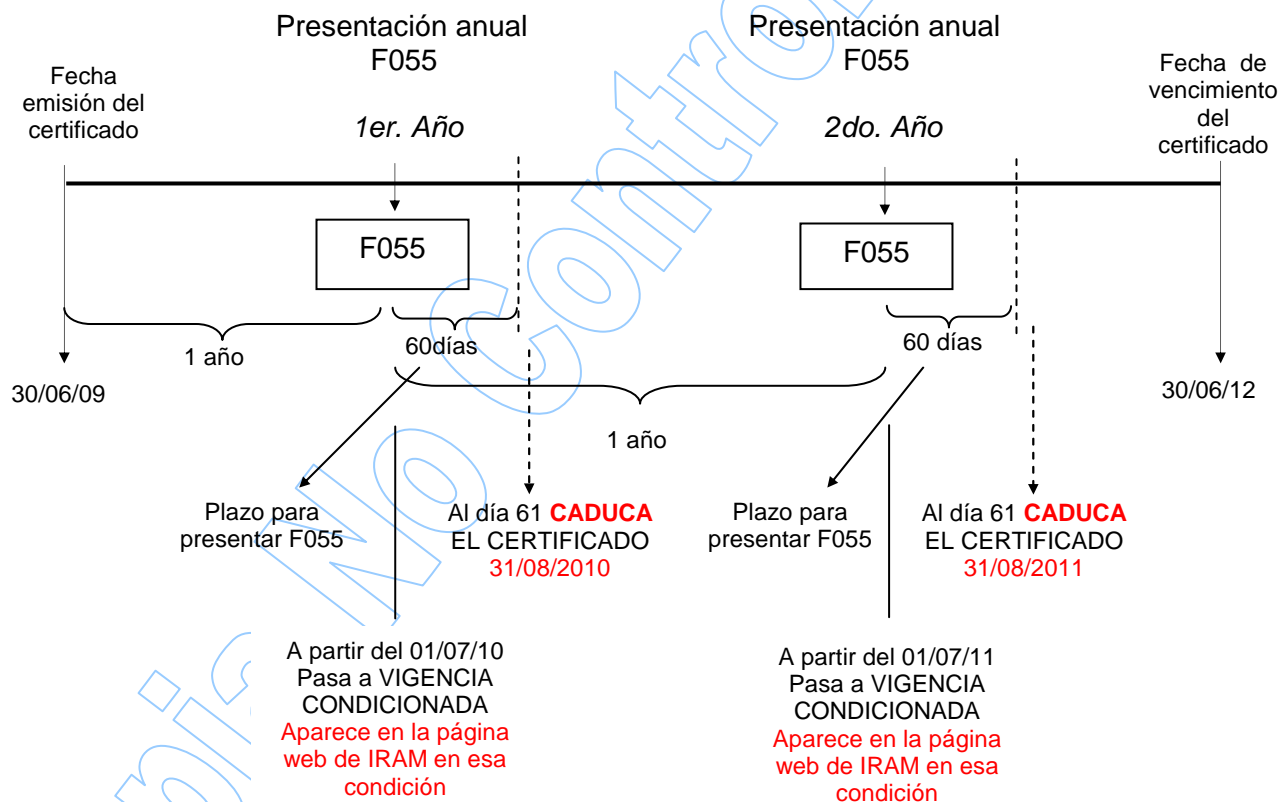 Presentación anual
F055
1er. Año
Presentación anual
F055
2do. Año
Fecha
emisión del
certificado
Fecha de
vencimiento
del
certificado
F055
F055
1 año
60días
60 días
1 año
30/06/09
30/06/12
Plazo para
presentar F055
Al día 61 CADUCA
EL CERTIFICADO
31/08/2010
Plazo para
presentar F055
Al día 61 CADUCA
EL CERTIFICADO
31/08/2011
A partir del 01/07/10
Pasa a VIGENCIA
CONDICIONADA
Aparece en la página
web de IRAM en esa
condición
A partir del 01/07/11
Pasa a VIGENCIA
CONDICIONADA
Aparece en la página
web de IRAM en esa
condición
No Contro